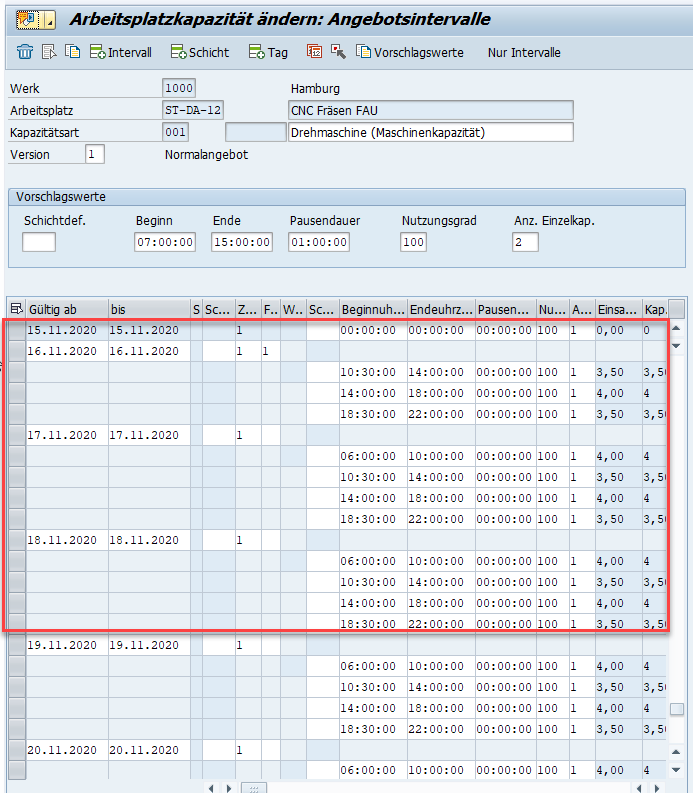 Arbeitsplatzkapazität ändern: Angebotsintervalle
Intervall Schicht Tag Vorschlagswerte Nur Intervalle
Werk 1000 Hamburg
Arbeitsplatz ST-DA-12 CNC Fräsen FAU
Kapazitätsart 001 Drehmaschine (Maschinenkapazität)
Version 1 Normalangebot
Vorschlagswerte
Schichtdef. Beginn Ende Pausendauer Nutzungsgrad Anz. Einzelkap.
07:00:00 15:00:00 01:00:00 100 2
Gültig ab bis S Sc... Z... F.. W... Sc... Beginnuh... Endeuhrz... Pausen... Nu... A... Einsa... Kap.
15.11.2020 15.11.2020 1 00:00:00 00:00:00 00:00:00 100 1 0,00 0
16.11.2020 16.11.2020 1 1
10:30:00 14:00:00 00:00:00 100 1 3,50 3,50
14:00:00 18:00:00 00:00:00 100 1 4,00 4
18:30:00 22:00:00 00:00:00 100 1 3,50 3,50
17.11.2020 17.11.2020 1
06:00:00 10:00:00 00:00:00 100 1 4,00 4
10:30:00 14:00:00 00:00:00 100 1 3,50 3,50
14:00:00 18:00:00 00:00:00 100 1 4,00 4
18:30:00 22:00:00 00:00:00 100 1 3,50 3,50
18.11.2020 18.11.2020 1
06:00:00 10:00:00 00:00:00 100 1 4,00 4
10:30:00 14:00:00 00:00:00 100 1 3,50 3,50
14:00:00 18:00:00 00:00:00 100 1 4,00 4
18:30:00 22:00:00 00:00:00 100 1 3,50 3,50
19.11.2020 19.11.2020 1
06:00:00 10:00:00 00:00:00 100 1 4,00 4
10:30:00 14:00:00 00:00:00 100 1 3,50 3,50
14:00:00 18:00:00 00:00:00 100 1 4,00 4
18:30:00 22:00:00 00:00:00 100 1 3,50 3,50
20.11.2020 20.11.2020 1
06:00:00 10:00:00 00:00:00 100 1 4,00 4